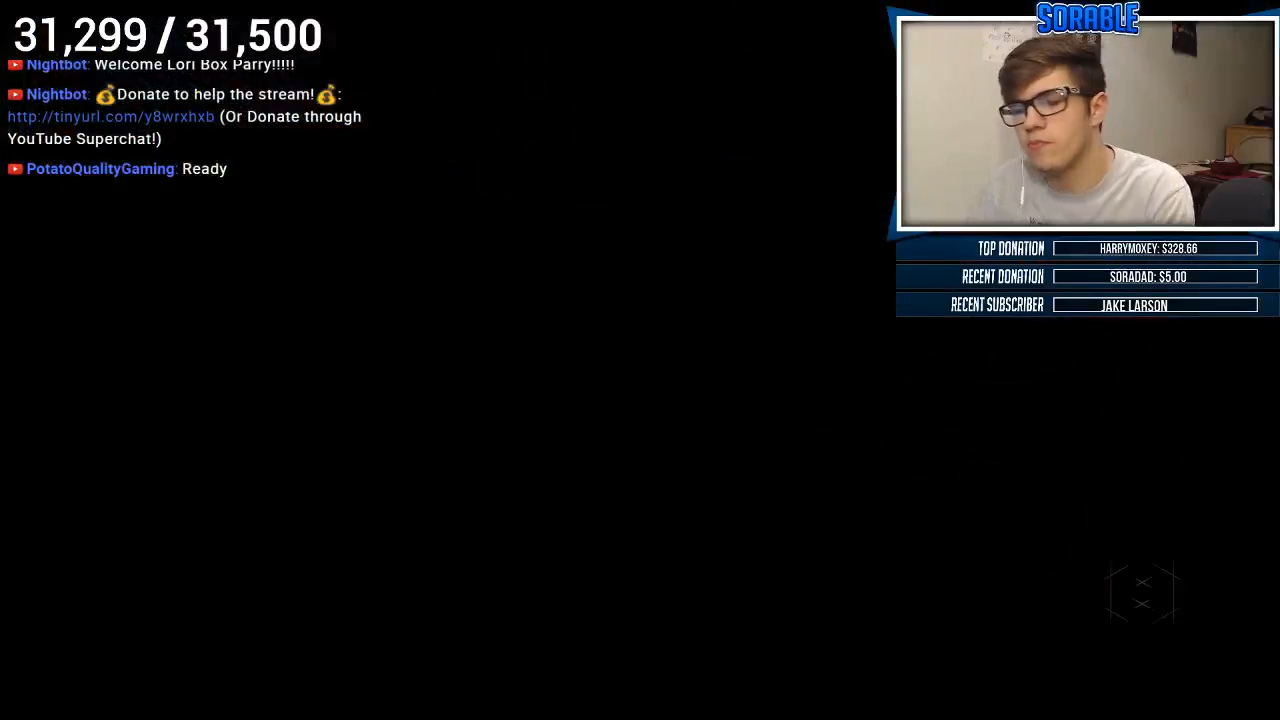 31,299 / 31,500
Nightbot: Welcome Lori Box Parry!!!!!
Nightbot: 💰Donate to help the stream!💰:
http://tinyurl.com/y8wrxhxb (Or Donate through
YouTube Superchat!)
PotatoQualityGaming: Ready
SORABLE
TOP DONATION HARRYMOXEY: $328.66
RECENT DONATION SORADAD: $5.00
RECENT SUBSCRIBER JAKE LARSON